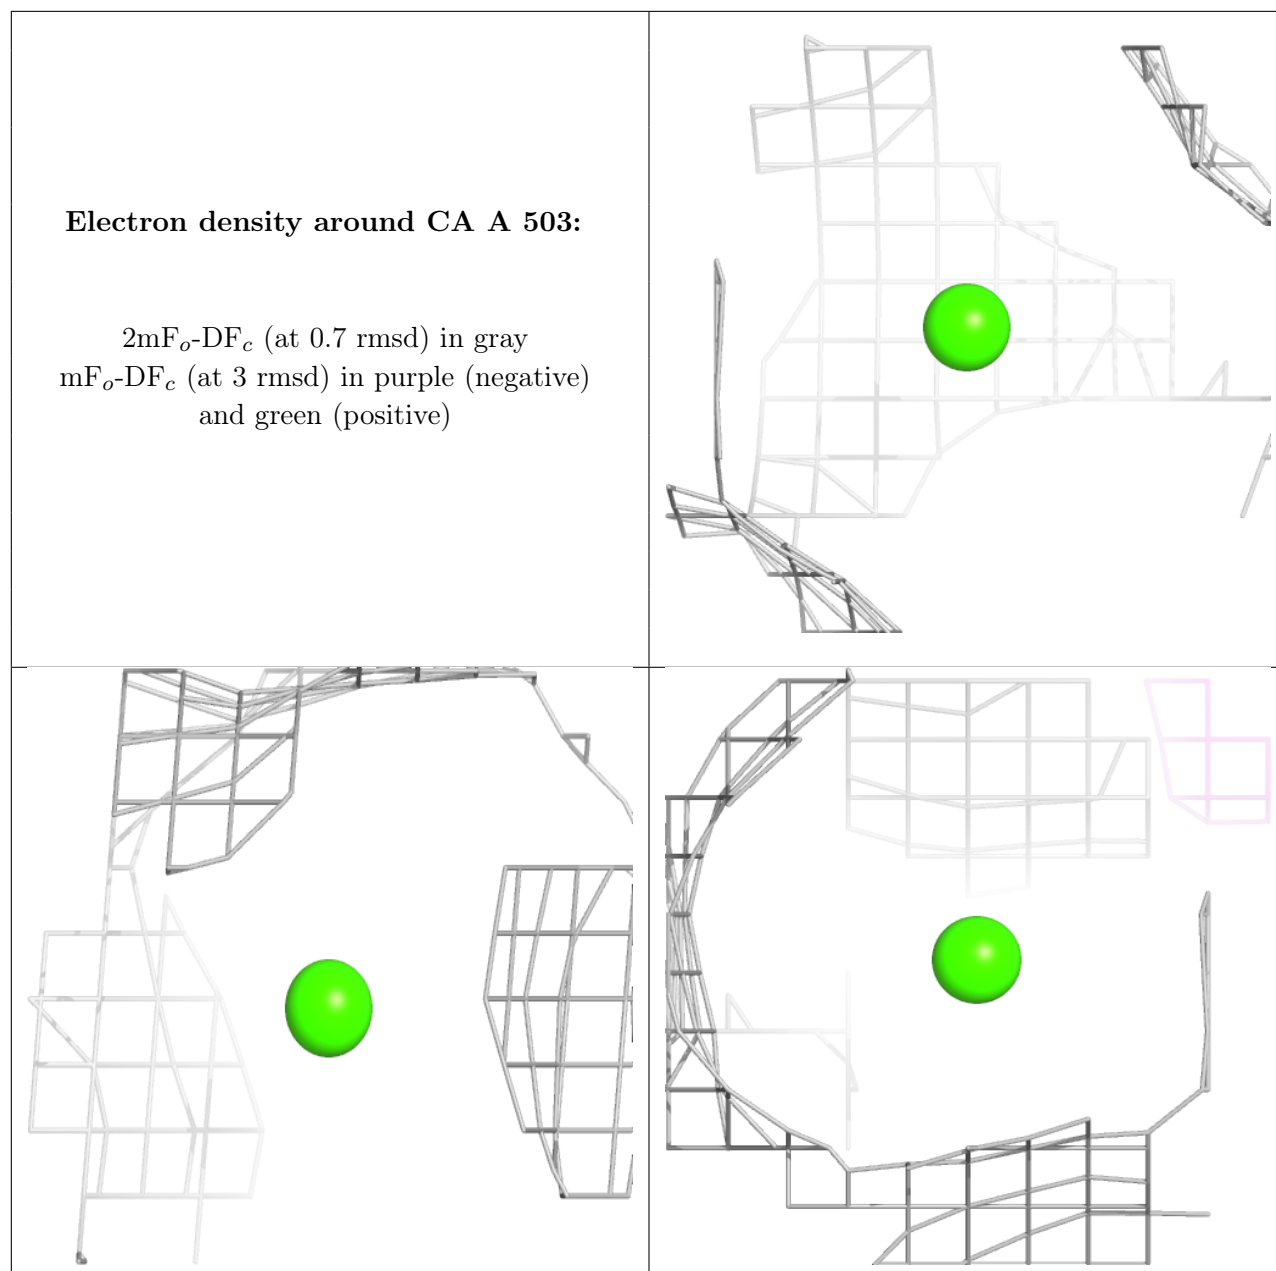 Electron density around CA A 503:
2mFo-DFc (at 0.7 rmsd) in gray
mFo-DFc (at 3 rmsd) in purple (negative)
and green (positive)